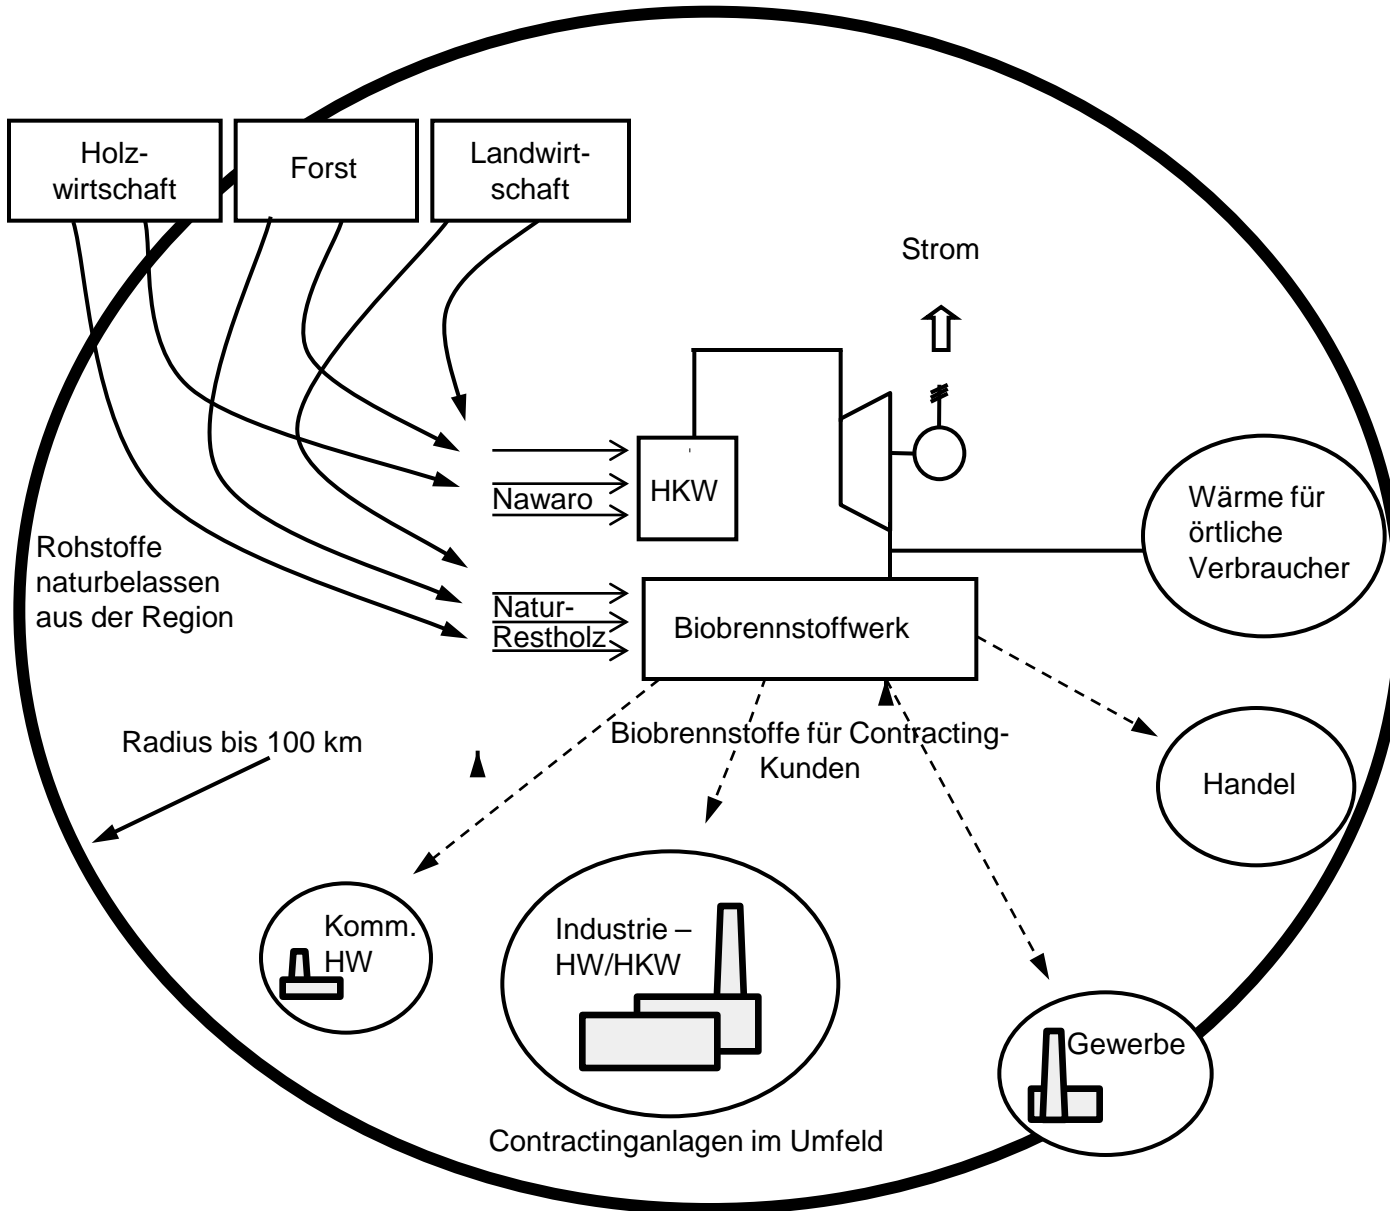 Holz-
wirtschaft
Forst
Landwirt-
schaft
Strom
Nawaro
HKW
Wärme für
örtliche
Verbraucher
Rohstoffe
naturbelassen
aus der Region
Natur-
Restholz
Biobrennstoffwerk
Radius bis 100 km
Biobrennstoffe für Contracting-
Kunden
Handel
Komm.
HW
Industrie –
HW/HKW
Gewerbe
Contractinganlagen im Umfeld